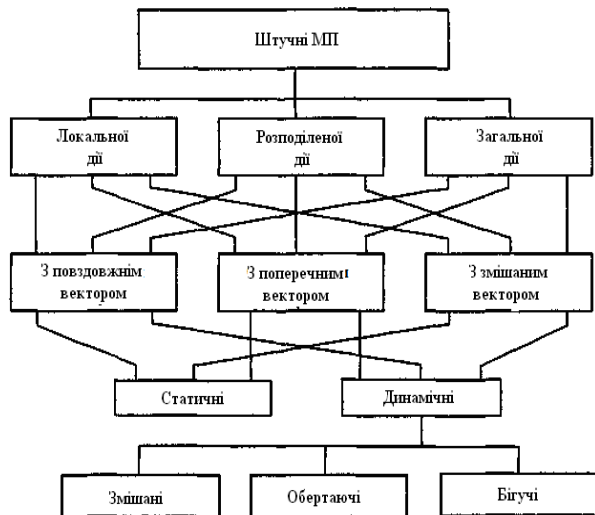 Штучні МП
Локальної
дії
Розподіленої
дії
Загальної
дії
З повздовжнім
вектором
З поперечним
вектором
З змішаним
вектором
Статичні
Динамічні
Змішані
Обертаючі
Бігучі